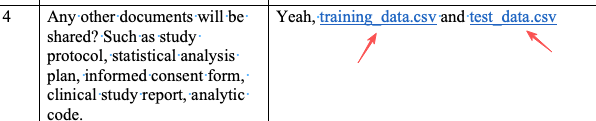 4 Any other documents will be Yeah, training_data.csv and test_data.csv
shared? Such as study
protocol, statistical analysis
plan, informed consent form,
clinical study report, analytic
code.